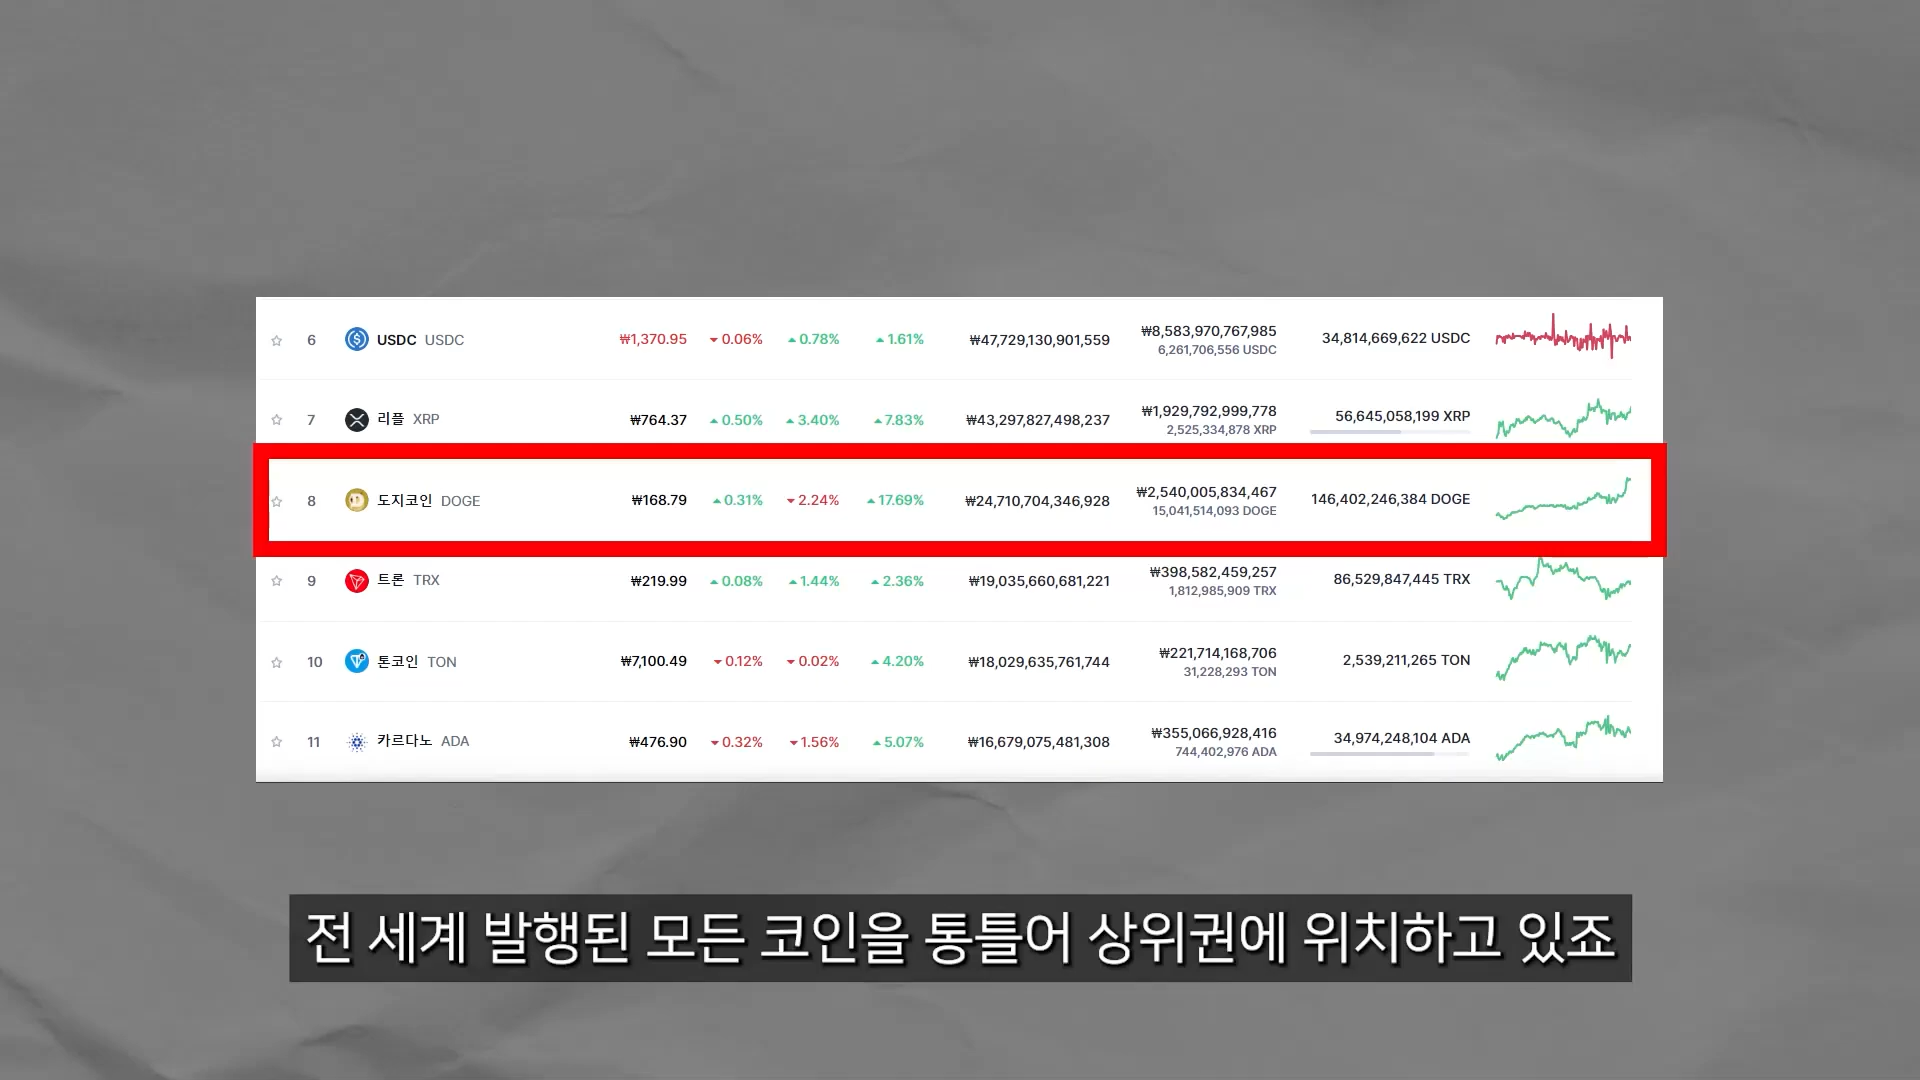 6 USDC USDC ₩1,370.95 0.06% 0.78% 1.61% ₩47,729,130,901,559 ₩8,583,970,767,985 34,814,669,622 USDC
6,261,706,556 USDC
7 리플 XRP ₩764.37 0.50% 3.40% 7.83% ₩43,297,827,498,237 ₩1,929,792,999,778 56,645,058,199 XRP
2,525,334,878 XRP
8 도지코인 DOGE ₩168.79 0.31% 2.24% 17.69% ₩24,710,704,346,928 ₩2,540,005,834,467 146,402,246,384 DOGE
15,041,514,093 DOGE
9 트론 TRX ₩219.99 0.08% 1.44% 2.36% ₩19,035,660,681,221 ₩398,582,459,257 86,529,847,445 TRX
1,812,985,909 TRX
10 톤코인 TON ₩7,100.49 0.12% 0.02% 4.20% ₩18,029,635,761,744 ₩221,714,168,706 2,539,211,265 TON
31,228,293 TON
11 카르다노 ADA ₩476.90 0.32% 1.56% 5.07% ₩16,679,075,481,308 ₩355,066,928,416 34,974,248,104 ADA
744,402,976 ADA
전 세계 발행된 모든 코인을 통틀어 상위권에 위치하고 있죠